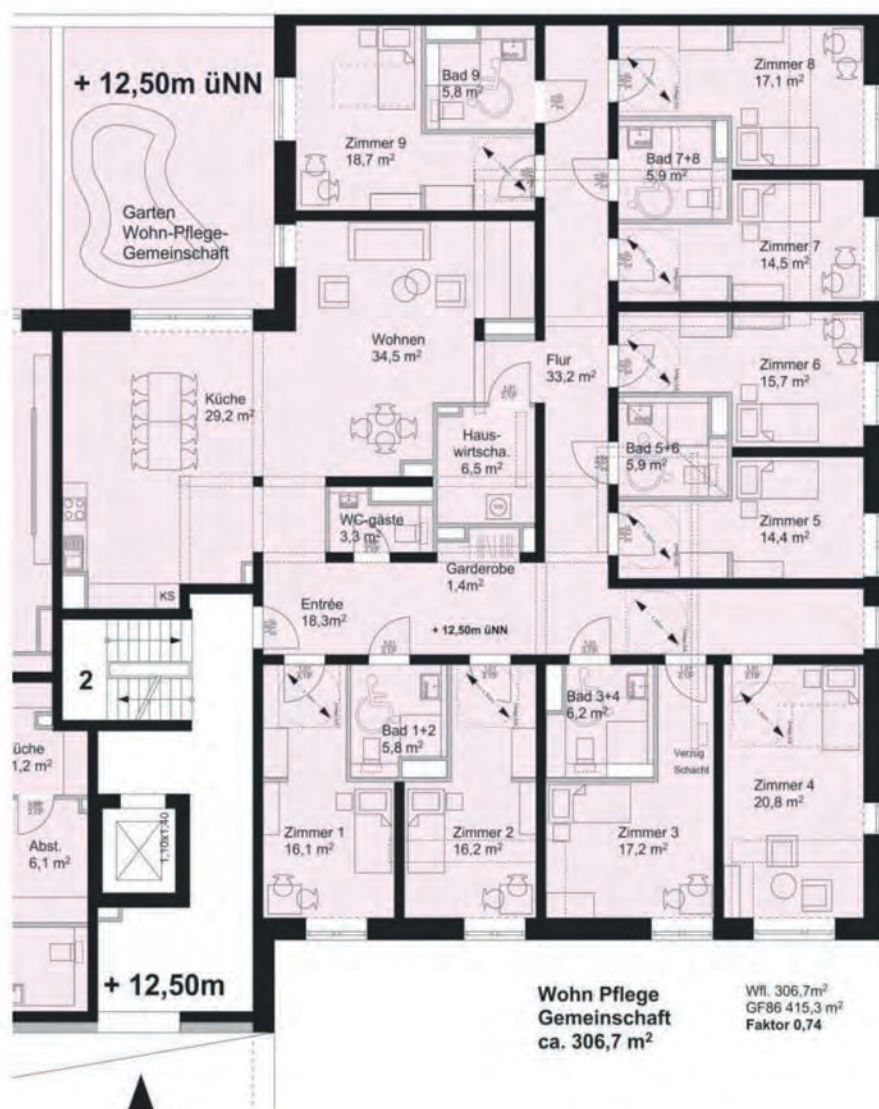 + 12,50m üNN
Garten
Wohn-Pflege-
Gemeinschaft
Bad 9
5,8 m²
Zimmer 9
18,7 m²
Zimmer 8
17,1 m²
Bad 7+8
5,9 m²
Zimmer 7
14,5 m²
Wohnen
34,5 m²
Flur
33,2 m²
Küche
29,2 m²
Zimmer 6
15,7 m²
Haus-
wirtscha.
6,5 m²
Bad 5+6
5,9 m²
Zimmer 5
14,4 m²
WC-gäste
3,3 m²
Garderobe
1,4m²
KS
Entrée
18,3m²
+ 12,50m üNN
2
Bad 1+2
5,8 m²
Bad 3+4
6,2 m²
Verzug
Schacht
üche
1,2 m²
Abst.
6,1 m²
1,10x1,40
Zimmer 1
16,1 m²
Zimmer 2
16,2 m²
Zimmer 3
17,2 m²
Zimmer 4
20,8 m²
+ 12,50m
Wohn Pflege
Gemeinschaft
ca. 306,7 m²
Wfl. 306,7m²
GF86 415,3 m²
Faktor 0,74